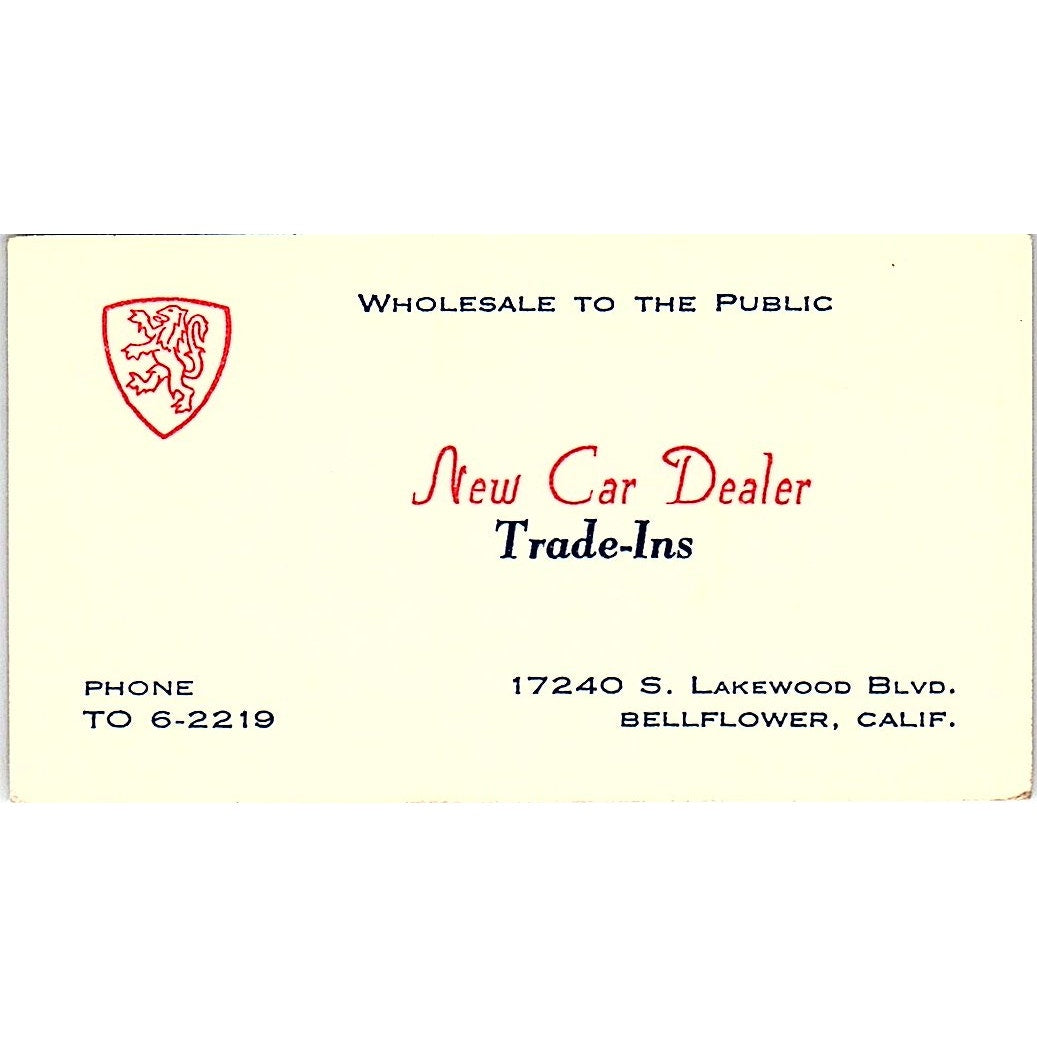 Wholesale to the Public
New Car Dealer
Trade-Ins
PHONE
TO 6-2219
17240 S. Lakewood Blvd.
BELLFLOWER, CALIF.